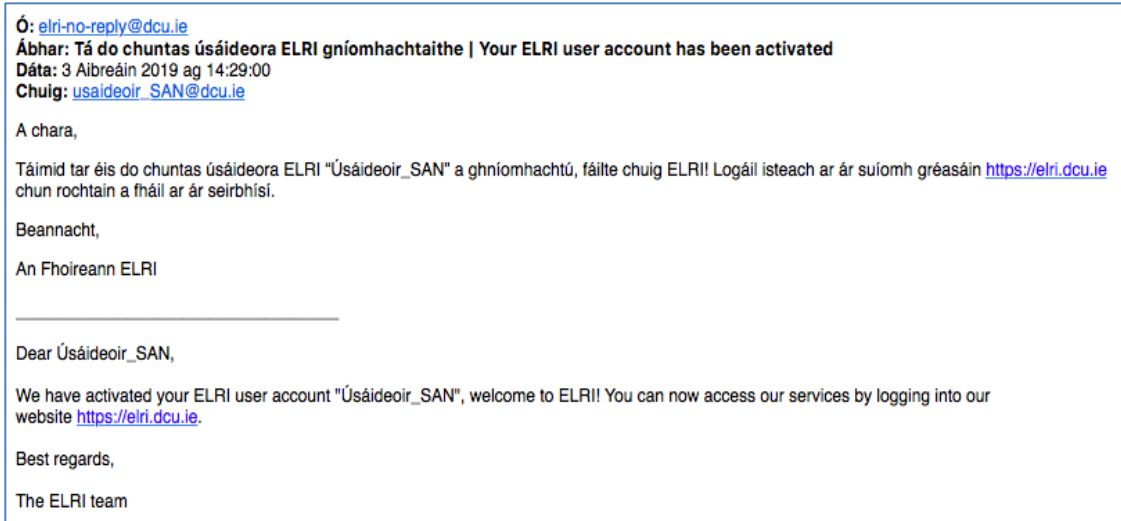 Ó: elri-no-reply@dcu.ie
Ábhar: Tá do chuntas úsáideora ELRI gníomhachtaithe | Your ELRI user account has been activated
Dáta: 3 Aibreáin 2019 ag 14:29:00
Chuig: usaideoir_SAN@dcu.ie
A chara,
Táimid tar éis do chuntas úsáideora ELRI “Úsáideoir_SAN” a ghníomhachtú, fáilte chuig ELRI! Logáil isteach ar ár suíomh gréasáin https://elri.dcu.ie
chun rochtain a fháil ar ár seirbhísí.
Beannacht,
An Fhoireann ELRI
Dear Úsáideoir_SAN,
We have activated your ELRI user account "Úsáideoir_SAN", welcome to ELRI! You can now access our services by logging into our
website https://elri.dcu.ie.
Best regards,
The ELRI team